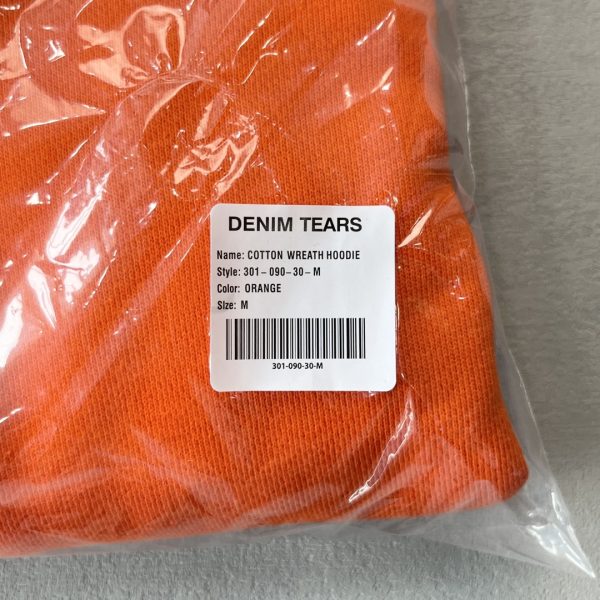 DENIM TEARS
Name: COTTON WREATH HOODIE
Style: 301-090-30-M
Color: ORANGE
Size: M
301-090-30-M